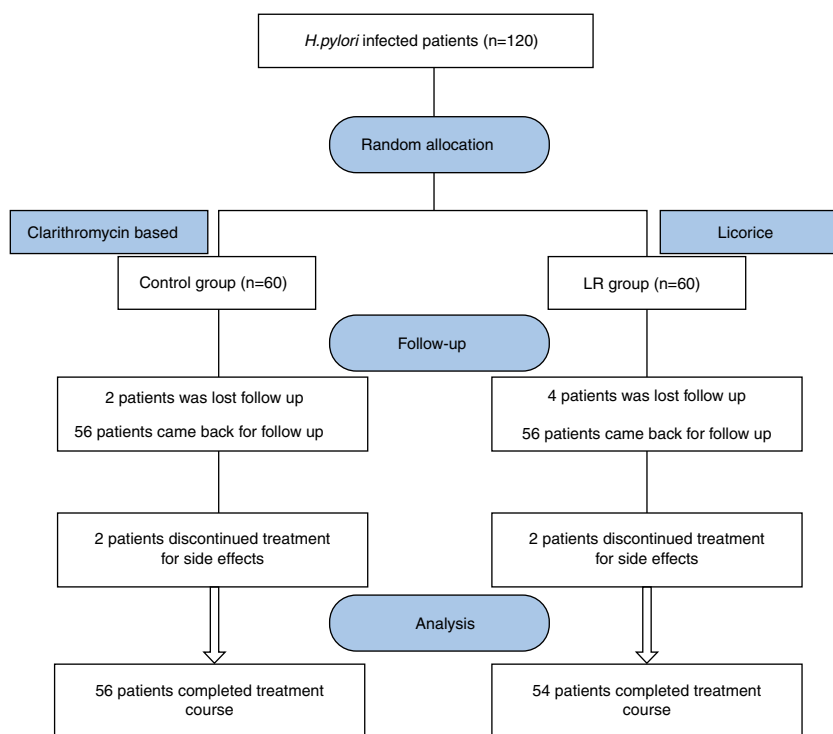 H.pylori infected patients (n=120)
Random allocation
Clarithromycin based
Licorice
Control group (n=60)
LR group (n=60)
Follow-up
2 patients was lost follow up
56 patients came back for follow up
4 patients was lost follow up
56 patients came back for follow up
2 patients discontinued treatment
for side effects
2 patients discontinued treatment
for side effects
Analysis
56 patients completed treatment
course
54 patients completed treatment
course